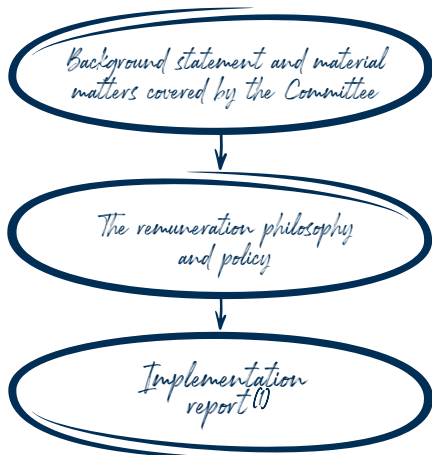 Background statement and material
matters covered by the Committee
The remuneration philosophy
and policy
Implementation
report(1)